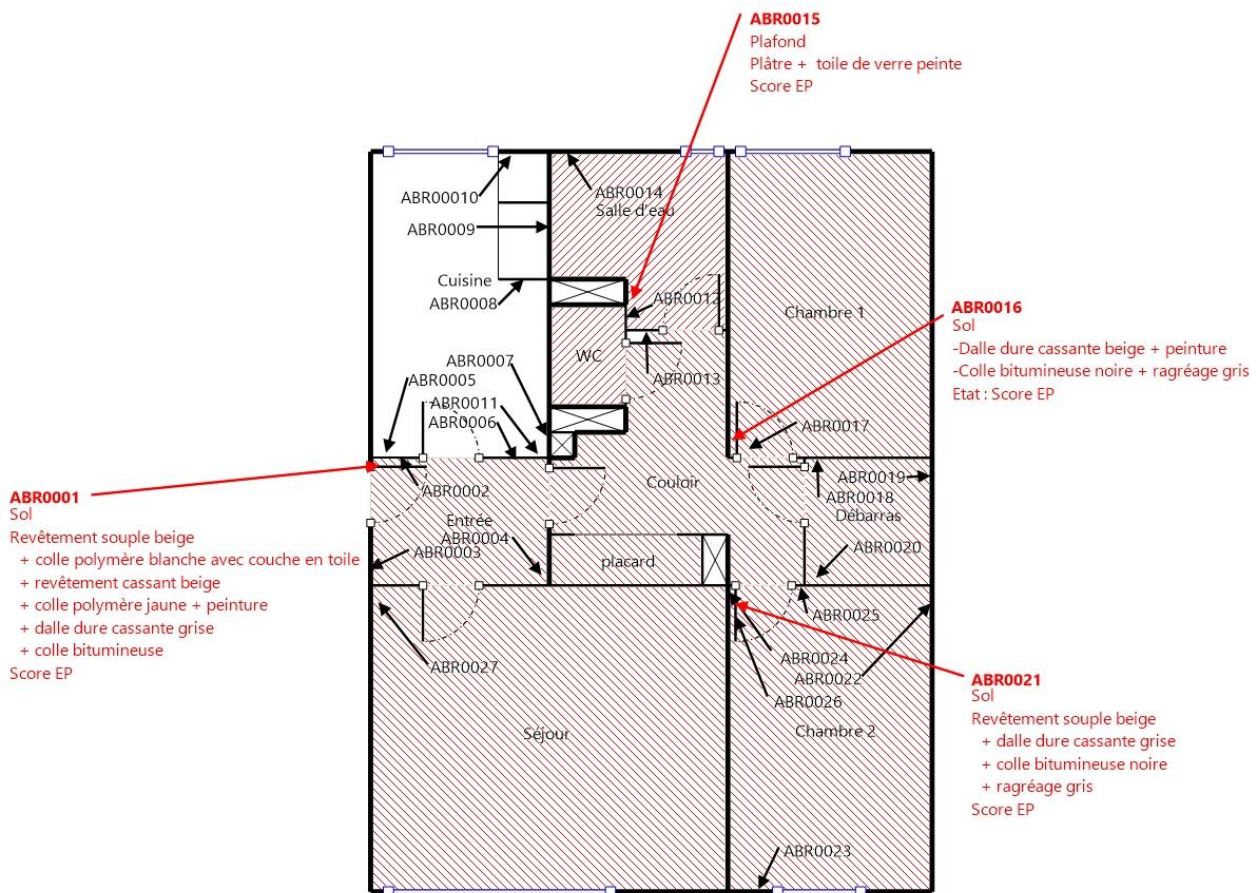 ABR0015
Plafond
Plâtre + toile de verre peinte
Score EP
ABR00010
ABR0014
Salle d'eau
ABR0009
Cuisine
ABR0008
ABR0012
Chambre 1
ABR0016
Sol
-Dalle dure cassante beige + peinture
-Colle bitumineuse noire + ragréage gris
Etat : Score EP
ABR0007
WC
ABR0005
ABR0013
ABR0011
ABR0006
ABR0017
ABR0001
Sol
Revêtement souple beige
+ colle polymère blanche avec couche en toile
+ revêtement cassant beige
+ colle polymère jaune + peinture
+ dalle dure cassante grise
+ colle bitumineuse
Score EP
ABR0002
Couloir
ABR0019
ABR0018
Débarras
Entrée
ABR0004
ABR0003
ABR0020
placard
ABR0025
ABR0027
ABR0024
ABR0022
ABR0026
ABR0021
Sol
Revêtement souple beige
+ dalle dure cassante grise
+ colle bitumineuse noire
+ ragréage gris
Score EP
Séjour
Chambre 2
ABR0023